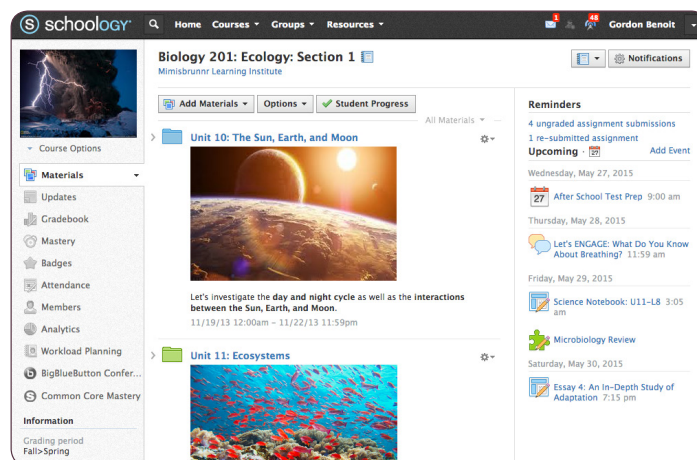 S schoology®
Home Courses Groups Resources
1
48
Gordon Benoit
Biology 201: Ecology: Section 1
Mimisbrunnr Learning Institute
Notifications
Course Options
Materials
Updates
Gradebook
Mastery
Badges
Attendance
Members
Analytics
Workload Planning
BigBlueButton Confer...
Common Core Mastery
Information
Grading period
Fall>Spring
Add Materials Options Student Progress
All Materials
Unit 10: The Sun, Earth, and Moon
Let's investigate the day and night cycle as well as the interactions
between the Sun, Earth, and Moon.
11/19/13 12:00am – 11/22/13 11:59pm
Unit 11: Ecosystems
Reminders
4 ungraded assignment submissions
1 re-submitted assignment
Upcoming · 27 Add Event
Wednesday, May 27, 2015
27 After School Test Prep 9:00 am
Thursday, May 28, 2015
Let's ENGAGE: What Do You Know
About Breathing? 11:59 am
Friday, May 29, 2015
Science Notebook: U11-L8 3:05
am
Microbiology Review
Saturday, May 30, 2015
Essay 4: An In-Depth Study of
Adaptation 7:15 pm